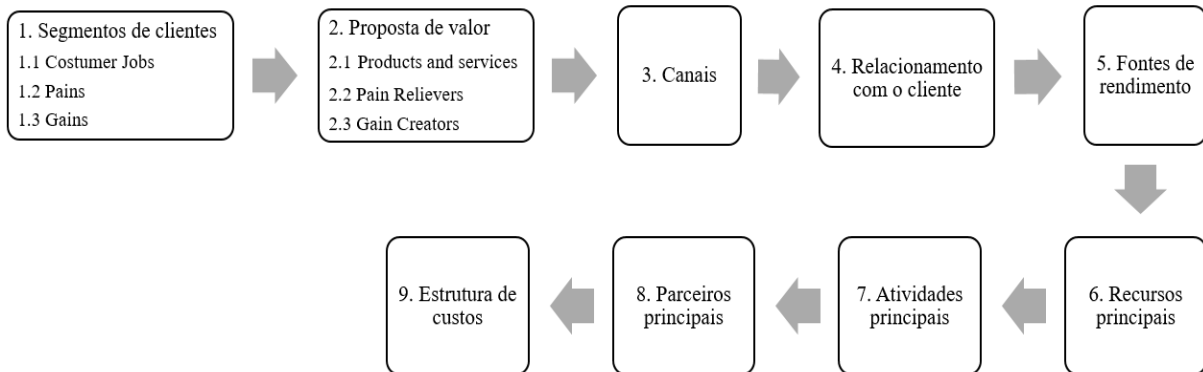 1. Segmentos de clientes
1.1 Costumer Jobs
1.2 Pains
1.3 Gains
2. Proposta de valor
2.1 Products and services
2.2 Pain Relievers
2.3 Gain Creators
3. Canais
4. Relacionamento
com o cliente
5. Fontes de
rendimento
6. Recursos
principais
7. Atividades
principais
8. Parceiros
principais
9. Estrutura de
custos